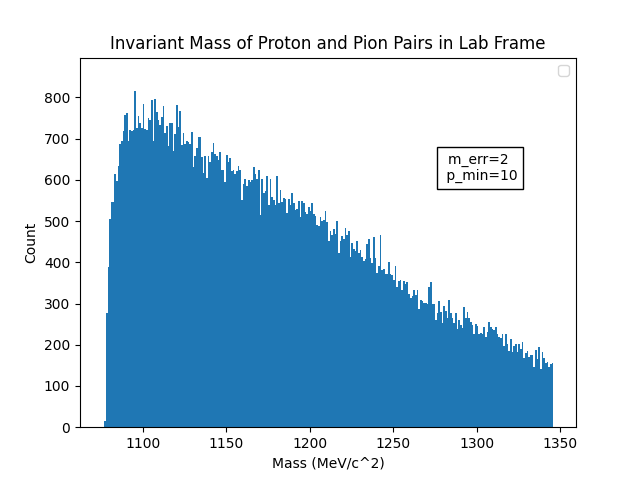 Invariant Mass of Proton and Pion Pairs in Lab Frame
800
700
600
500
400
300
200
100
0
Count
m_err=2
p_min=10
1100 1150 1200 1250 1300 1350
Mass (MeV/c^2)